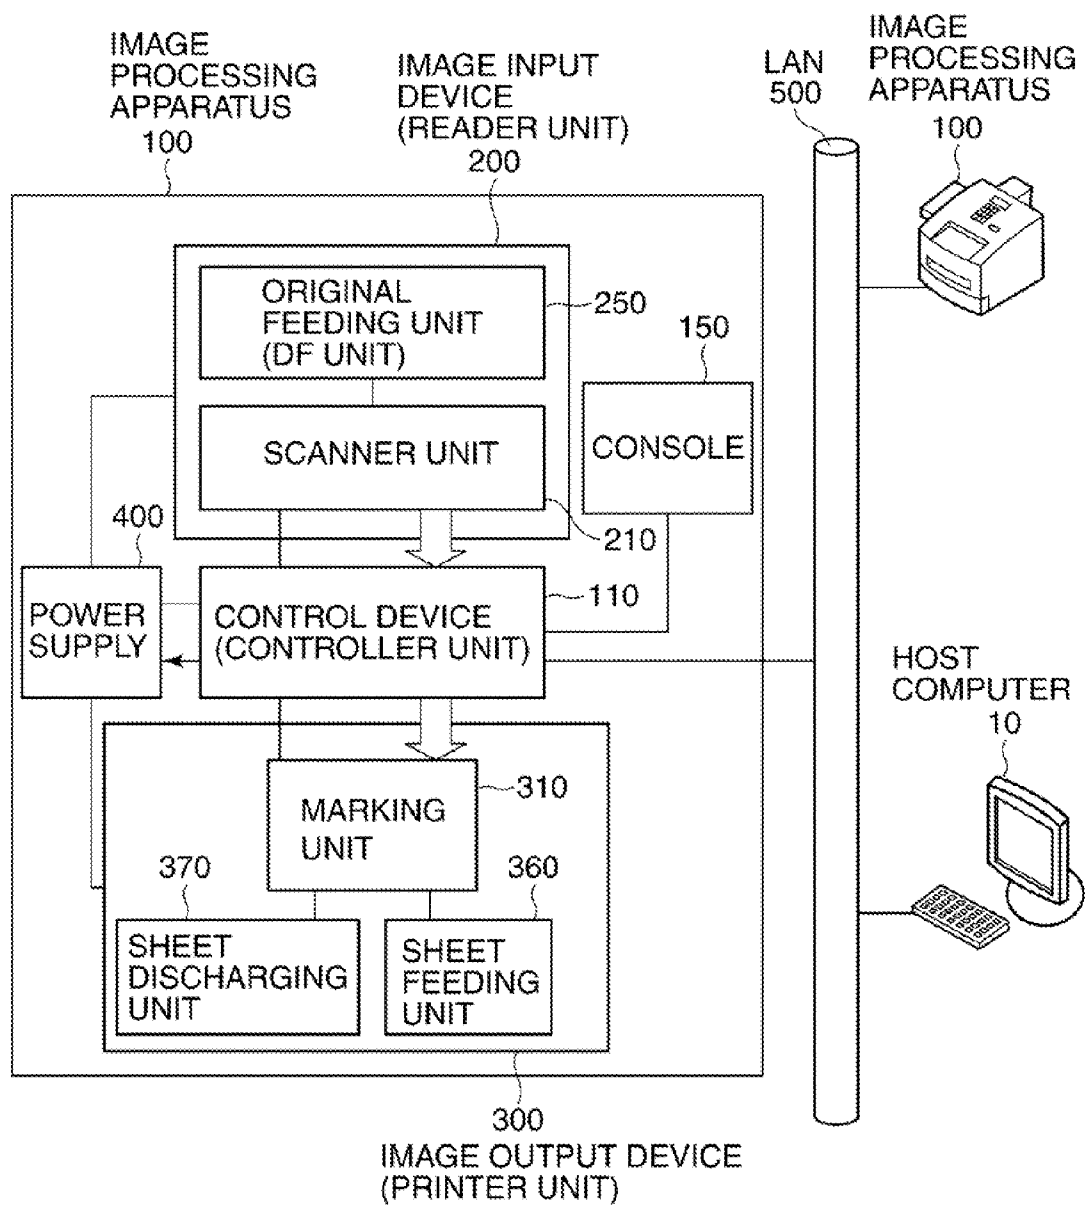 IMAGE
PROCESSING
APPARATUS
100
IMAGE INPUT
DEVICE
(READER UNIT)
200
LAN
500
IMAGE
PROCESSING
APPARATUS
100
ORIGINAL
FEEDING UNIT
(DF UNIT)
250
150
SCANNER UNIT
CONSOLE
400
210
POWER
SUPPLY
CONTROL DEVICE
(CONTROLLER UNIT)
110
HOST
COMPUTER
10
MARKING
UNIT
310
370
360
SHEET
DISCHARGING
UNIT
SHEET
FEEDING
UNIT
300
IMAGE OUTPUT DEVICE
(PRINTER UNIT)